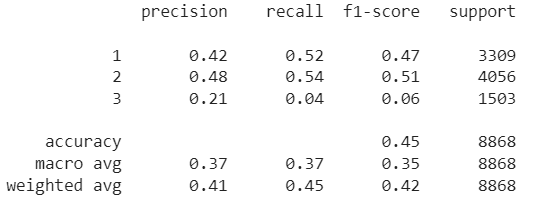 precision recall f1-score support
1 0.42 0.52 0.47 3309
2 0.48 0.54 0.51 4056
3 0.21 0.04 0.06 1503
accuracy 0.45 8868
macro avg 0.37 0.37 0.35 8868
weighted avg 0.41 0.45 0.42 8868